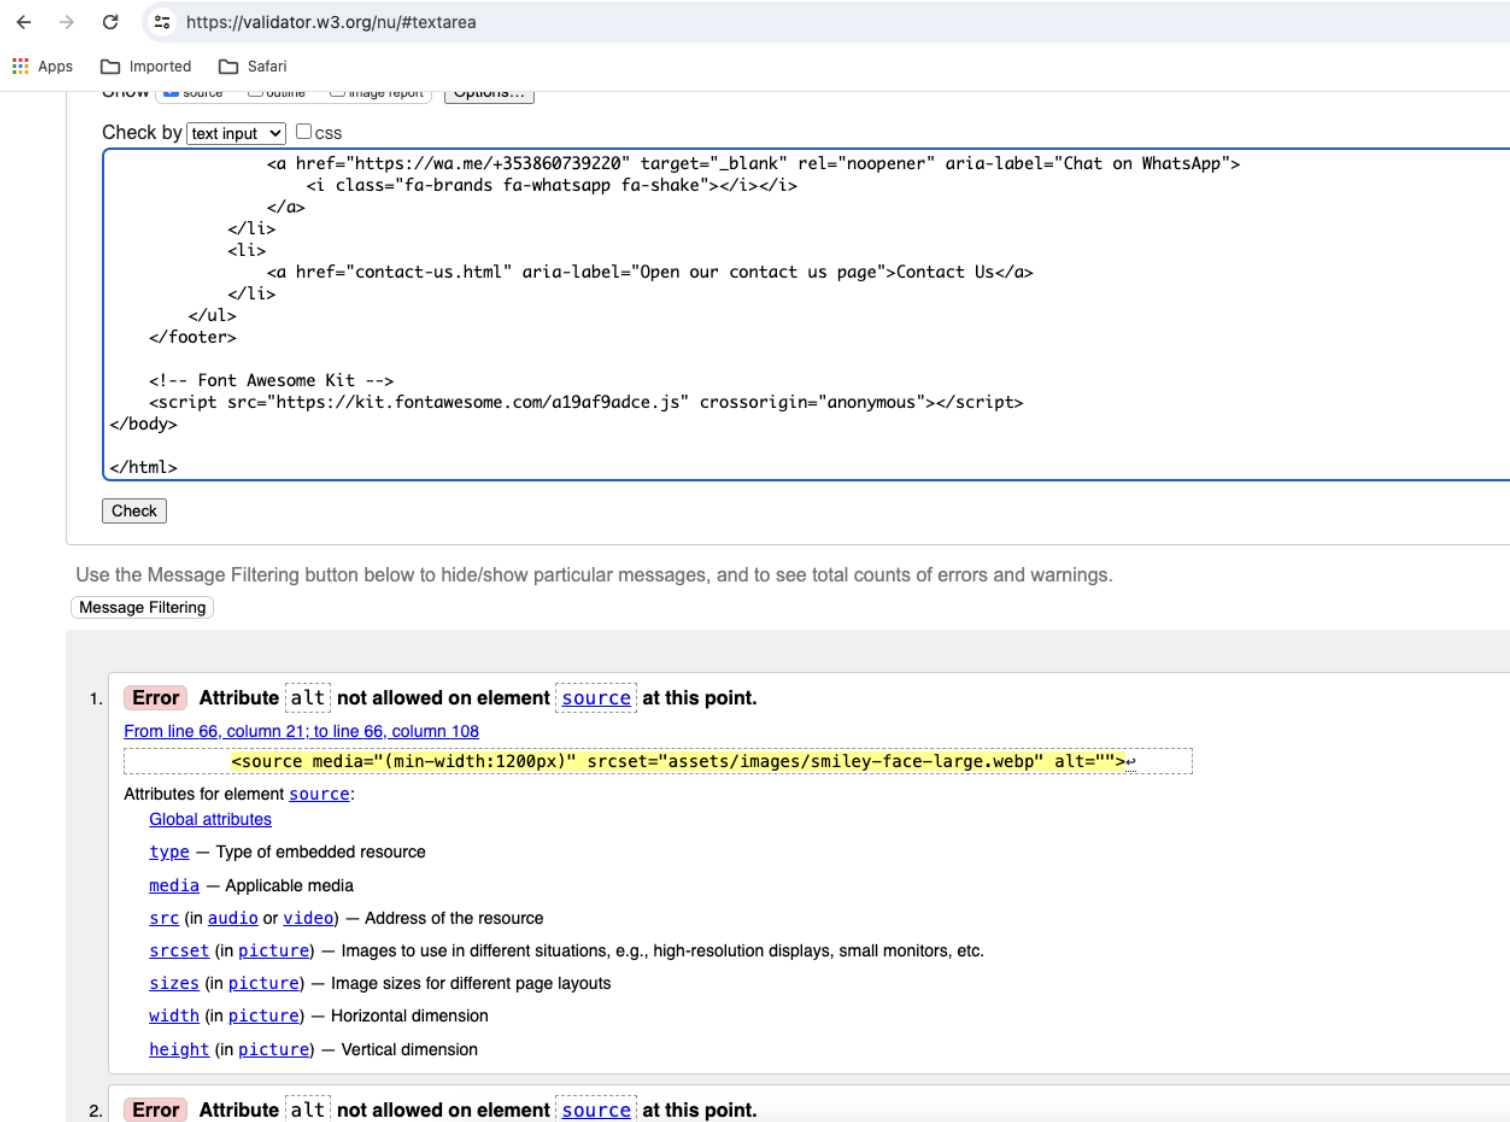 https://validator.w3.org/nu/#textarea
Apps Imported Safari
Show source outline image report Options...
Check by text input css
<a href="https://wa.me/+353860739220" target="_blank" rel="noopener" aria-label="Chat on WhatsApp">
<i class="fa-brands fa-whatsapp fa-shake"></i></i>
</a>
</li>
<li>
<a href="contact-us.html" aria-label="Open our contact us page">Contact Us</a>
</li>
</ul>
</footer>
<!-- Font Awesome Kit -->
<script src="https://kit.fontawesome.com/a19af9adce.js" crossorigin="anonymous"></script>
</body>
</html>
Check
Use the Message Filtering button below to hide/show particular messages, and to see total counts of errors and warnings.
Message Filtering
1. Error Attribute alt not allowed on element source at this point.
From line 66, column 21; to line 66, column 108
<source media="(min-width:1200px)" srcset="assets/images/smiley-face-large.webp" alt="">↩
Attributes for element source:
Global attributes
type — Type of embedded resource
media — Applicable media
src (in audio or video) — Address of the resource
srcset (in picture) — Images to use in different situations, e.g., high-resolution displays, small monitors, etc.
sizes (in picture) — Image sizes for different page layouts
width (in picture) — Horizontal dimension
height (in picture) — Vertical dimension
2. Error Attribute alt not allowed on element source at this point.